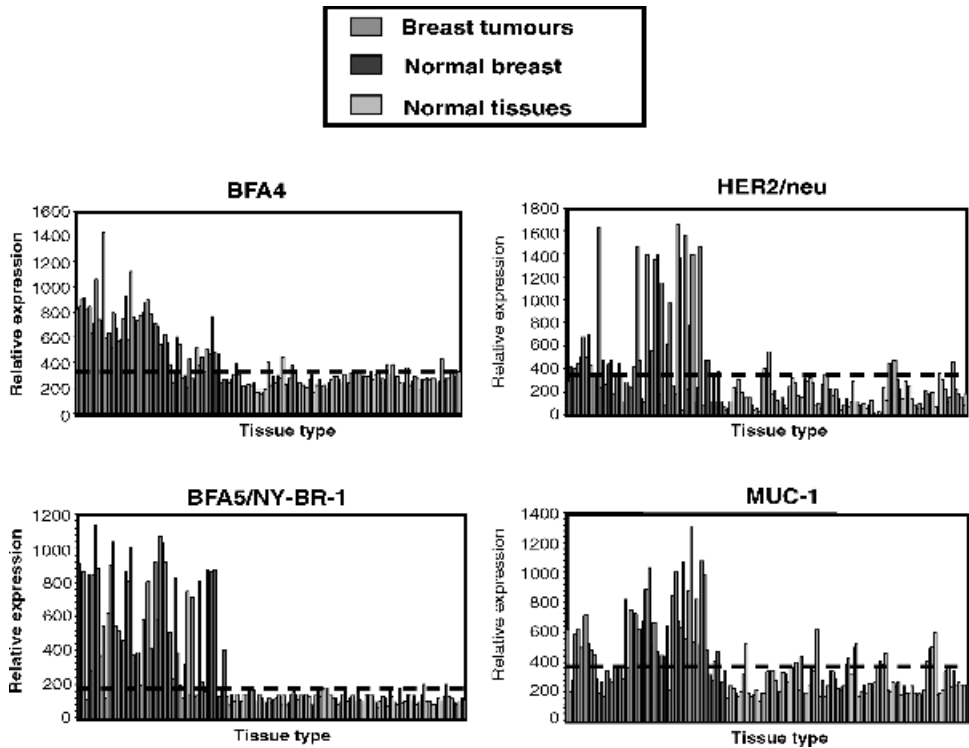 Breast tumours
Normal breast
Normal tissues
BFA4
Relative expression
1600
1400
1200
1000
800
600
400
200
0
Tissue type
HER2/neu
Relative expression
1800
1600
1400
1200
1000
800
600
400
200
0
Tissue type
BFA5/NY-BR-1
Relative expression
1200
1000
800
600
400
200
0
Tissue type
MUC-1
Relative expression
1400
1200
1000
800
600
400
200
0
Tissue type